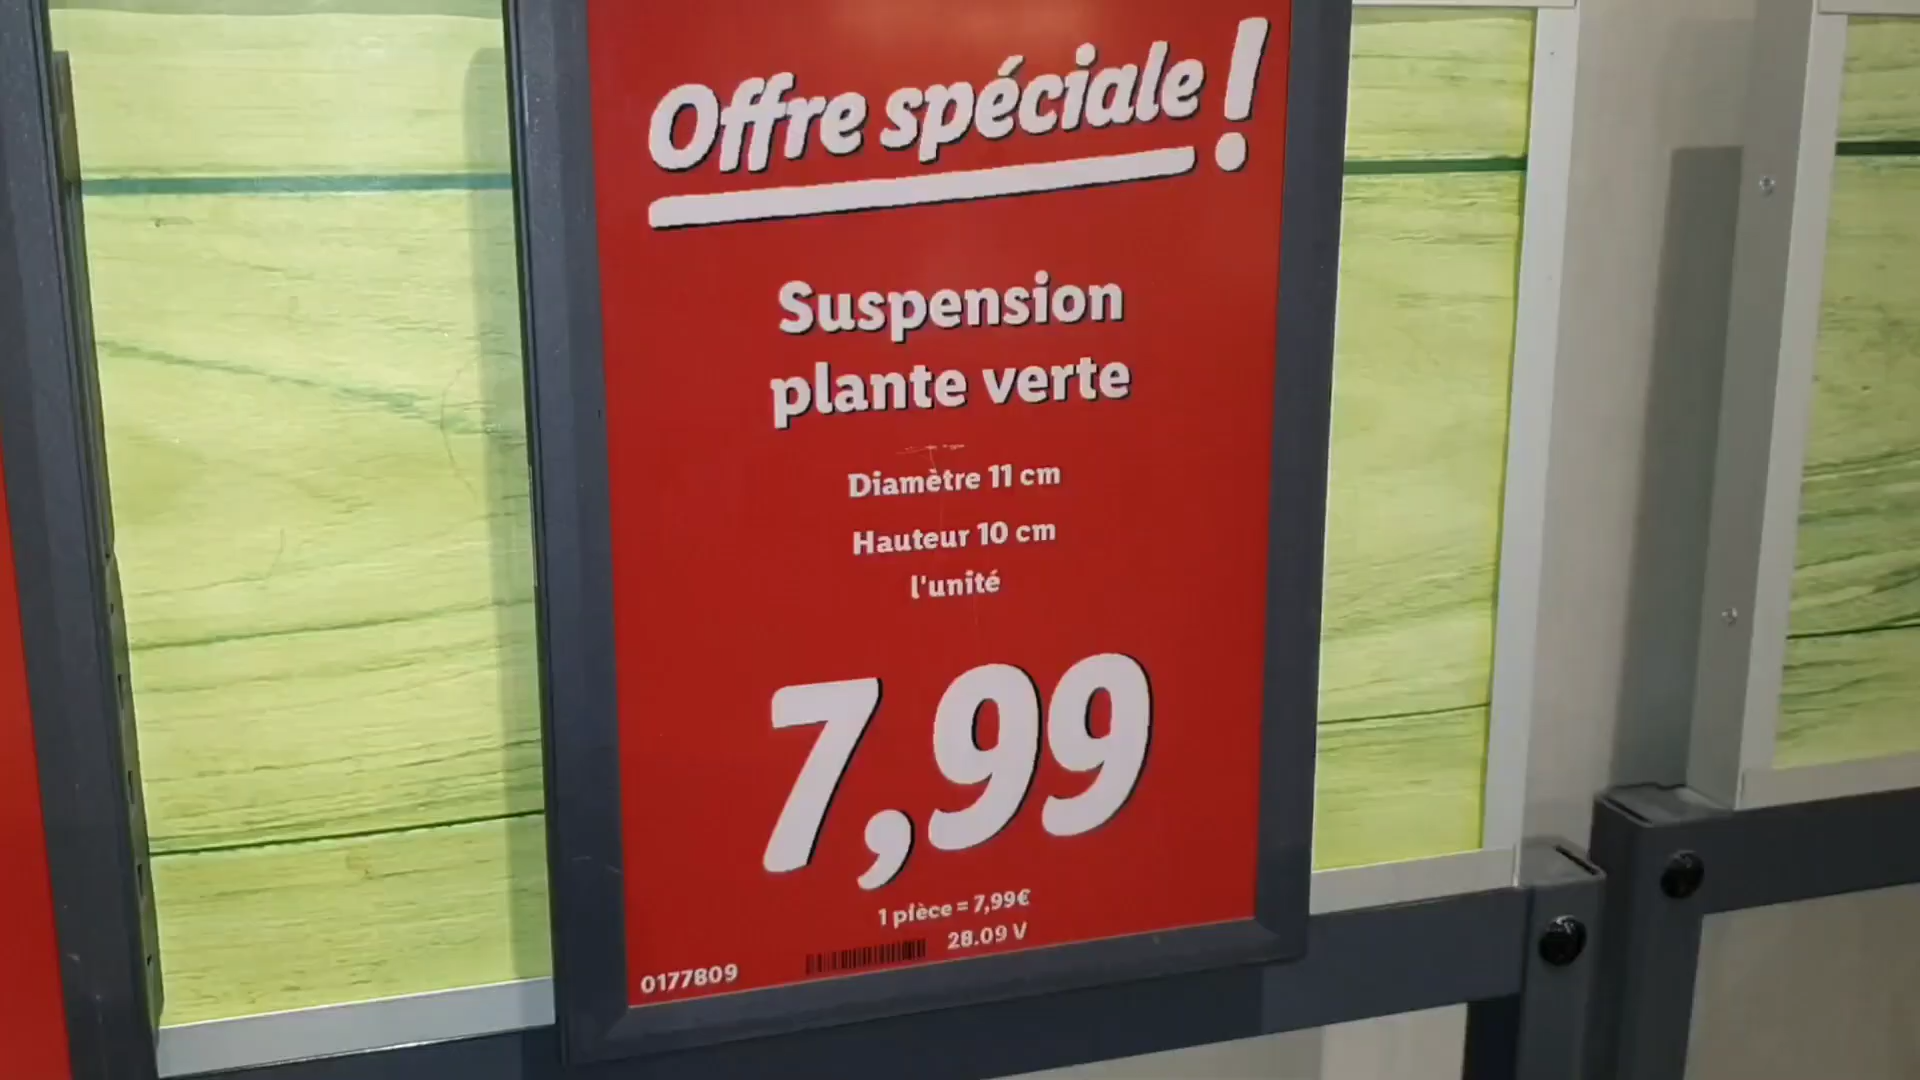 Offre spéciale !
Suspension
plante verte
Diamètre 11 cm
Hauteur 10 cm
l'unité
7,99
1 pièce = 7,99€
28.09 V
0177809